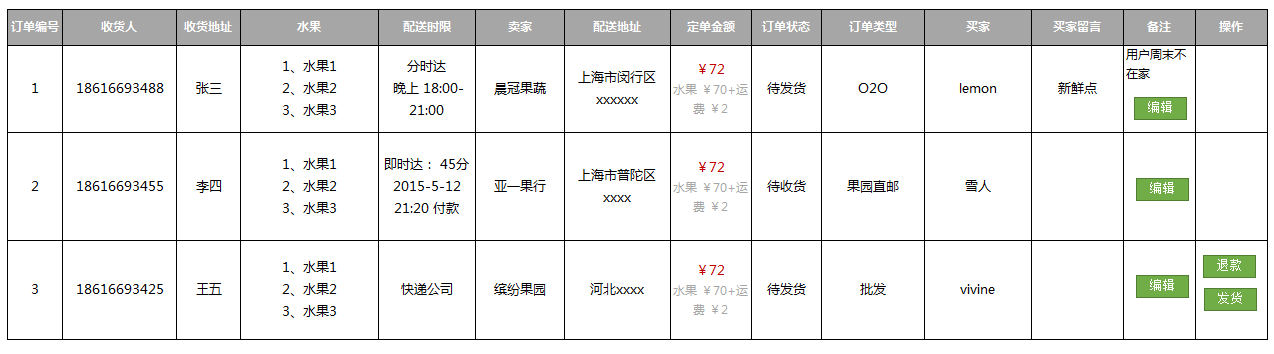 订单编号 收货人 收货地址 水果 配送时限 卖家 配送地址 定单金额 订单状态 订单类型 买家 买家留言 备注 操作
1
18616693488
张三
1、水果1
2、水果2
3、水果3
分时达
晚上 18:00-
21:00
晨冠果蔬
上海市闵行区
xxxxxx
￥72
水果 ￥70+运
费 ￥2
待发货
O2O
lemon
新鲜点
用户周末不
在家
编辑
2
18616693455
李四
1、水果1
2、水果2
3、水果3
即时达： 45分
2015-5-12
21:20 付款
亚一果行
上海市普陀区
xxxx
￥72
水果 ￥70+运
费 ￥2
待收货
果园直邮
雪人
编辑
3
18616693425
王五
1、水果1
2、水果2
3、水果3
快递公司
缤纷果园
河北xxxx
￥72
水果 ￥70+运
费 ￥2
待发货
批发
vivine
编辑
退款
发货